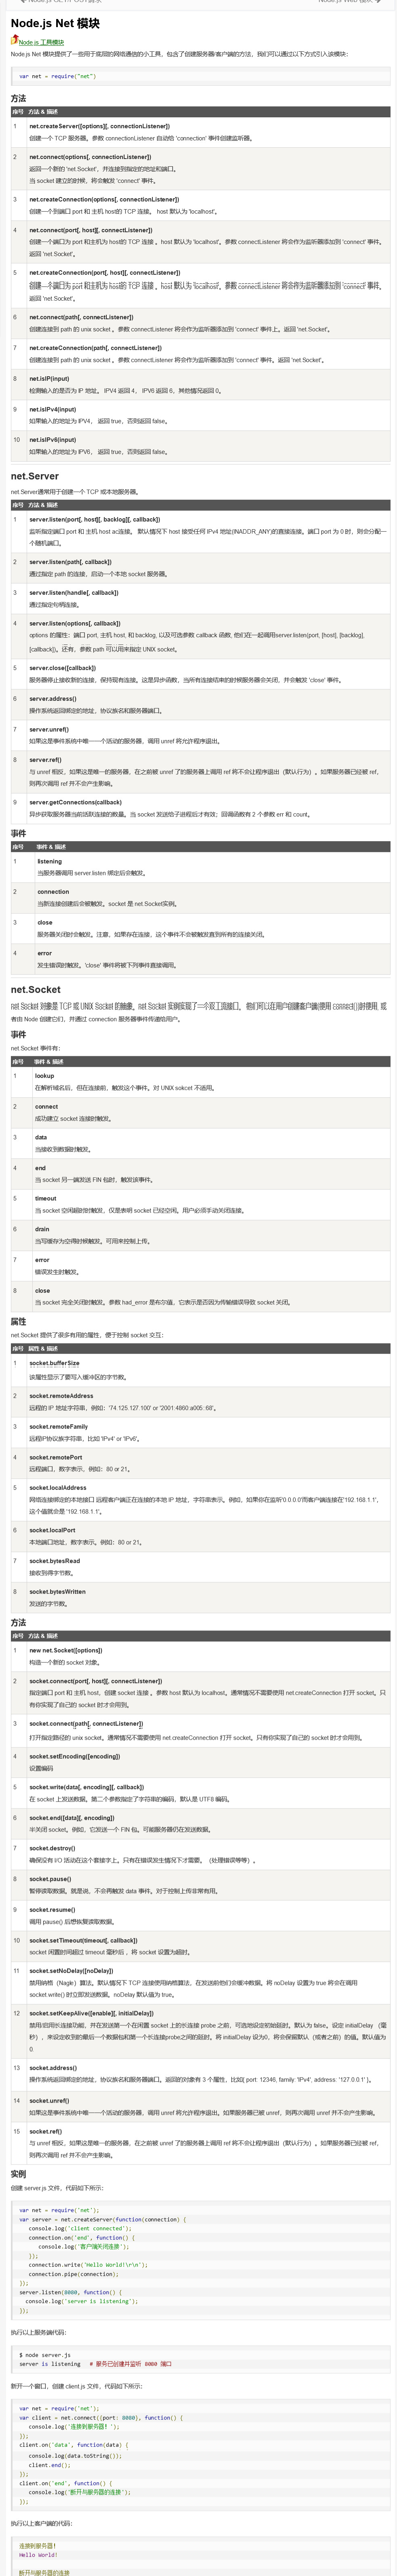 Node.js GET/POST请求
Node.js Web 模块
Node.js Net 模块
Node.js 工具模块
Node.js Net 模块提供了一些用于底层的网络通信的小工具，包含了创建服务器/客户端的方法，我们可以通过以下方式引入该模块：
var net = require("net")
方法
序号 方法 & 描述
1 net.createServer([options][, connectionListener])
创建一个 TCP 服务器。参数 connectionListener 自动给 'connection' 事件创建监听器。
2 net.connect(options[, connectionListener])
返回一个新的 'net.Socket'，并连接到指定的地址和端口。
当 socket 建立的时候，将会触发 'connect' 事件。
3 net.createConnection(options[, connectionListener])
创建一个到端口 port 和 主机 host的 TCP 连接。 host 默认为 'localhost'。
4 net.connect(port[, host][, connectListener])
创建一个端口为 port 和主机为 host的 TCP 连接 。host 默认为 'localhost'。参数 connectListener 将会作为监听器添加到 'connect' 事件。
返回 'net.Socket'。
5 net.createConnection(port[, host][, connectListener])
创建一个端口为 port 和主机为 host的 TCP 连接 。host 默认为 'localhost'。参数 connectListener 将会作为监听器添加到 'connect' 事件。
返回 'net.Socket'。
6 net.connect(path[, connectListener])
创建连接到 path 的 unix socket 。参数 connectListener 将会作为监听器添加到 'connect' 事件上。返回 'net.Socket'。
7 net.createConnection(path[, connectListener])
创建连接到 path 的 unix socket 。参数 connectListener 将会作为监听器添加到 'connect' 事件。返回 'net.Socket'。
8 net.isIP(input)
检测输入的是否为 IP 地址。 IPV4 返回 4， IPV6 返回 6，其他情况返回 0。
9 net.isIPv4(input)
如果输入的地址为 IPV4， 返回 true，否则返回 false。
10 net.isIPv6(input)
如果输入的地址为 IPV6， 返回 true，否则返回 false。
net.Server
net.Server通常用于创建一个 TCP 或本地服务器。
序号 方法 & 描述
1 server.listen(port[, host][, backlog][, callback])
监听指定端口 port 和 主机 host ac连接。 默认情况下 host 接受任何 IPv4 地址(INADDR_ANY)的直接连接。端口 port 为 0 时，则会分配一
个随机端口。
2 server.listen(path[, callback])
通过指定 path 的连接，启动一个本地 socket 服务器。
3 server.listen(handle[, callback])
通过指定句柄连接。
4 server.listen(options[, callback])
options 的属性：端口 port, 主机 host, 和 backlog, 以及可选参数 callback 函数, 他们在一起调用server.listen(port, [host], [backlog],
[callback])。还有，参数 path 可以用来指定 UNIX socket。
5 server.close([callback])
服务器停止接收新的连接，保持现有连接。这是异步函数，当所有连接结束的时候服务器会关闭，并会触发 'close' 事件。
6 server.address()
操作系统返回绑定的地址，协议族名和服务器端口。
7 server.unref()
如果这是事件系统中唯一一个活动的服务器，调用 unref 将允许程序退出。
8 server.ref()
与 unref 相反，如果这是唯一的服务器，在之前被 unref 了的服务器上调用 ref 将不会让程序退出（默认行为）。如果服务器已经被 ref，
则再次调用 ref 并不会产生影响。
9 server.getConnections(callback)
异步获取服务器当前活跃连接的数量。当 socket 发送给子进程后才有效；回调函数有 2 个参数 err 和 count。
事件
序号 事件 & 描述
1 listening
当服务器调用 server.listen 绑定后会触发。
2 connection
当新连接创建后会被触发。socket 是 net.Socket实例。
3 close
服务器关闭时会触发。注意，如果存在连接，这个事件不会被触发直到所有的连接关闭。
4 error
发生错误时触发。'close' 事件将被下列事件直接调用。
net.Socket
net.Socket 对象是 TCP 或 UNIX Socket 的抽象。net.Socket 实例实现了一个双工流接口。 他们可以在用户创建客户端(使用 connect())时使用, 或
者由 Node 创建它们，并通过 connection 服务器事件传递给用户。
事件
net.Socket 事件有：
序号 事件 & 描述
1 lookup
在解析域名后，但在连接前，触发这个事件。对 UNIX sokcet 不适用。
2 connect
成功建立 socket 连接时触发。
3 data
当接收到数据时触发。
4 end
当 socket 另一端发送 FIN 包时，触发该事件。
5 timeout
当 socket 空闲超时时触发，仅是表明 socket 已经空闲。用户必须手动关闭连接。
6 drain
当写缓存为空得时候触发。可用来控制上传。
7 error
错误发生时触发。
8 close
当 socket 完全关闭时触发。参数 had_error 是布尔值，它表示是否因为传输错误导致 socket 关闭。
属性
net.Socket 提供了很多有用的属性，便于控制 socket 交互：
序号 属性 & 描述
1 socket.bufferSize
该属性显示了要写入缓冲区的字节数。
2 socket.remoteAddress
远程的 IP 地址字符串，例如：'74.125.127.100' or '2001:4860:a005::68'。
3 socket.remoteFamily
远程IP协议族字符串，比如 'IPv4' or 'IPv6'。
4 socket.remotePort
远程端口，数字表示，例如：80 or 21。
5 socket.localAddress
网络连接绑定的本地接口 远程客户端正在连接的本地 IP 地址，字符串表示。例如，如果你在监听'0.0.0.0'而客户端连接在'192.168.1.1'，
这个值就会是 '192.168.1.1'。
6 socket.localPort
本地端口地址，数字表示。例如：80 or 21。
7 socket.bytesRead
接收到得字节数。
8 socket.bytesWritten
发送的字节数。
方法
序号 方法 & 描述
1 new net.Socket([options])
构造一个新的 socket 对象。
2 socket.connect(port[, host][, connectListener])
指定端口 port 和 主机 host，创建 socket 连接 。参数 host 默认为 localhost。通常情况不需要使用 net.createConnection 打开 socket。只
有你实现了自己的 socket 时才会用到。
3 socket.connect(path[, connectListener])
打开指定路径的 unix socket。通常情况不需要使用 net.createConnection 打开 socket。只有你实现了自己的 socket 时才会用到。
4 socket.setEncoding([encoding])
设置编码
5 socket.write(data[, encoding][, callback])
在 socket 上发送数据。第二个参数指定了字符串的编码，默认是 UTF8 编码。
6 socket.end([data][, encoding])
半关闭 socket。例如，它发送一个 FIN 包。可能服务器仍在发送数据。
7 socket.destroy()
确保没有 I/O 活动在这个套接字上。只有在错误发生情况下才需要。（处理错误等等）。
8 socket.pause()
暂停读取数据。就是说，不会再触发 data 事件。对于控制上传非常有用。
9 socket.resume()
调用 pause() 后想恢复读取数据。
10 socket.setTimeout(timeout[, callback])
socket 闲置时间超过 timeout 毫秒后 ，将 socket 设置为超时。
11 socket.setNoDelay([noDelay])
禁用纳格（Nagle）算法。默认情况下 TCP 连接使用纳格算法，在发送前他们会缓冲数据。将 noDelay 设置为 true 将会在调用
socket.write() 时立即发送数据。noDelay 默认值为 true。
12 socket.setKeepAlive([enable][, initialDelay])
禁用/启用长连接功能，并在发送第一个在闲置 socket 上的长连接 probe 之前，可选地设定初始延时。默认为 false。设定 initialDelay （毫
秒），来设定收到的最后一个数据包和第一个长连接probe之间的延时。将 initialDelay 设为0，将会保留默认（或者之前）的值。默认值为
0.
13 socket.address()
操作系统返回绑定的地址，协议族名和服务器端口。返回的对象有 3 个属性，比如{ port: 12346, family: 'IPv4', address: '127.0.0.1' }。
14 socket.unref()
如果这是事件系统中唯一一个活动的服务器，调用 unref 将允许程序退出。如果服务器已被 unref，则再次调用 unref 并不会产生影响。
15 socket.ref()
与 unref 相反，如果这是唯一的服务器，在之前被 unref 了的服务器上调用 ref 将不会让程序退出（默认行为）。如果服务器已经被 ref，
则再次调用 ref 并不会产生影响。
实例
创建 server.js 文件，代码如下所示：
var net = require('net');
var server = net.createServer(function(connection) {
console.log('client connected');
connection.on('end', function() {
console.log('客户端关闭连接');
});
connection.write('Hello World!\r\n');
connection.pipe(connection);
});
server.listen(8080, function() {
console.log('server is listening');
});
执行以上服务端代码：
$ node server.js
server is listening # 服务已创建并监听 8080 端口
新开一个窗口，创建 client.js 文件，代码如下所示：
var net = require('net');
var client = net.connect({port: 8080}, function() {
console.log('连接到服务器！');
});
client.on('data', function(data) {
console.log(data.toString());
client.end();
});
client.on('end', function() {
console.log('断开与服务器的连接');
});
执行以上客户端的代码：
连接到服务器！
Hello World!
断开与服务器的连接